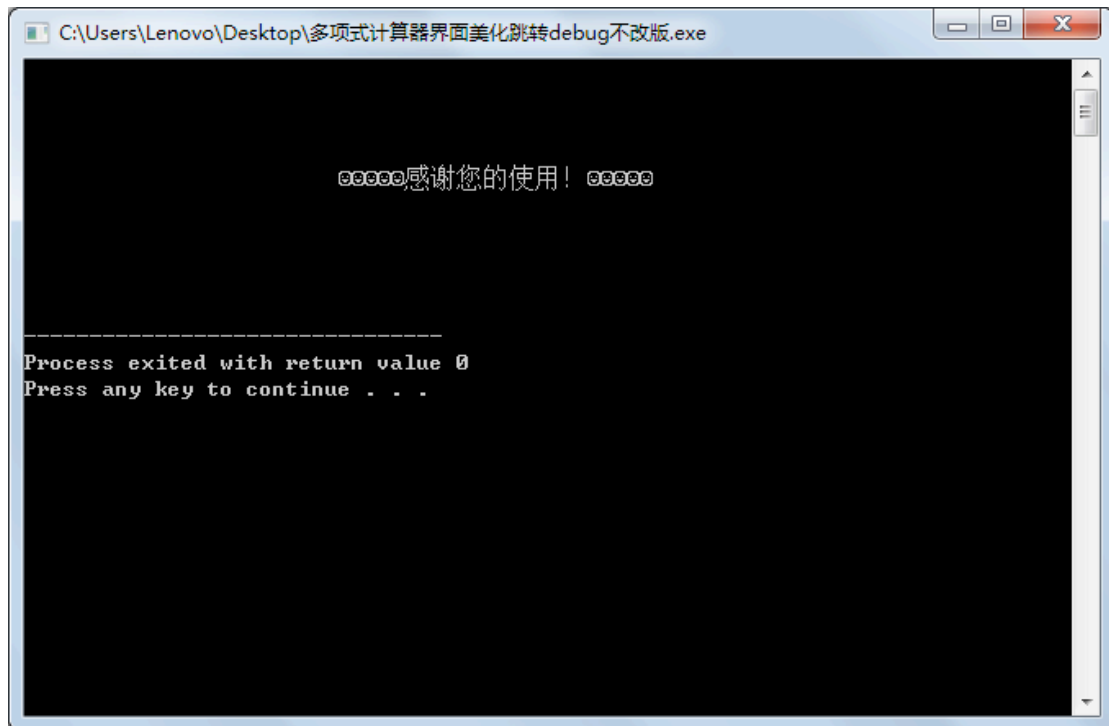 C:\Users\Lenovo\Desktop\多项式计算器界面美化跳转debug不改版.exe
☺☺☺☺☺感谢您的使用！☺☺☺☺☺
--------------------------------
Process exited with return value 0
Press any key to continue . . .